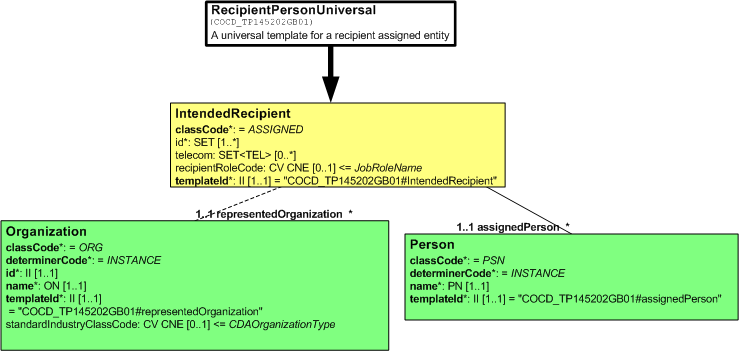 RecipientPersonUniversal
(COCD_TP145202GB01)
A universal template for a recipient assigned entity
IntendedRecipient
classCode*: = ASSIGNED
id*: SET [1..*]
telecom: SET<TEL> [0..*]
recipientRoleCode: CV CNE [0..1] <= JobRoleName
templateId*: II [1..1] = "COCD_TP145202GB01#IntendedRecipient"
1..1 representedOrganization *
1..1 assignedPerson *
Organization
classCode*: = ORG
determinerCode*: = INSTANCE
id*: II [1..1]
name*: ON [1..1]
templateId*: II [1..1]
= "COCD_TP145202GB01#representedOrganization"
standardIndustryClassCode: CV CNE [0..1] <= CDAOrganizationType
Person
classCode*: = PSN
determinerCode*: = INSTANCE
name*: PN [1..1]
templateId*: II [1..1] = "COCD_TP145202GB01#assignedPerson"